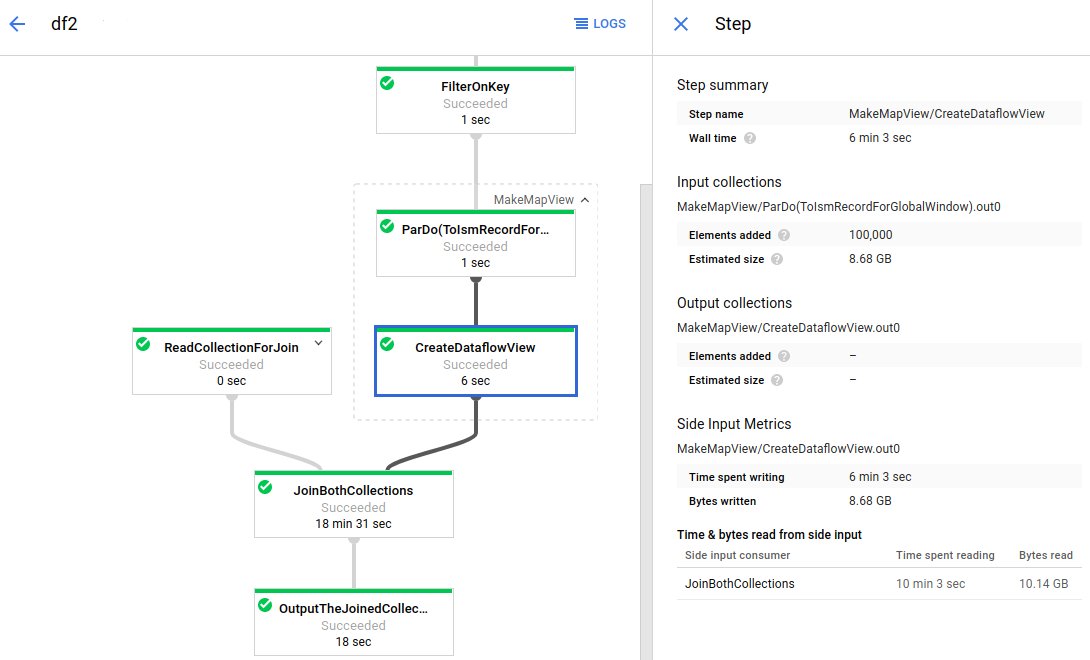 df2
LOGS
FilterOnKey
Succeeded
1 sec
MakeMapView
ParDo(ToIsmRecordFor...
Succeeded
1 sec
ReadCollectionForJoin
Succeeded
0 sec
CreateDataflowView
Succeeded
6 sec
JoinBothCollections
Succeeded
18 min 31 sec
OutputTheJoinedCollec...
Succeeded
18 sec
Step
Step summary
Step name MakeMapView/CreateDataflowView
Wall time ? 6 min 3 sec
Input collections
MakeMapView/ParDo(ToIsmRecordForGlobalWindow).out0
Elements added ? 100,000
Estimated size ? 8.68 GB
Output collections
MakeMapView/CreateDataflowView.out0
Elements added ? –
Estimated size ? –
Side Input Metrics
MakeMapView/CreateDataflowView.out0
Time spent writing 6 min 3 sec
Bytes written 8.68 GB
Time & bytes read from side input
Side input consumer Time spent reading Bytes read
JoinBothCollections 10 min 3 sec 10.14 GB